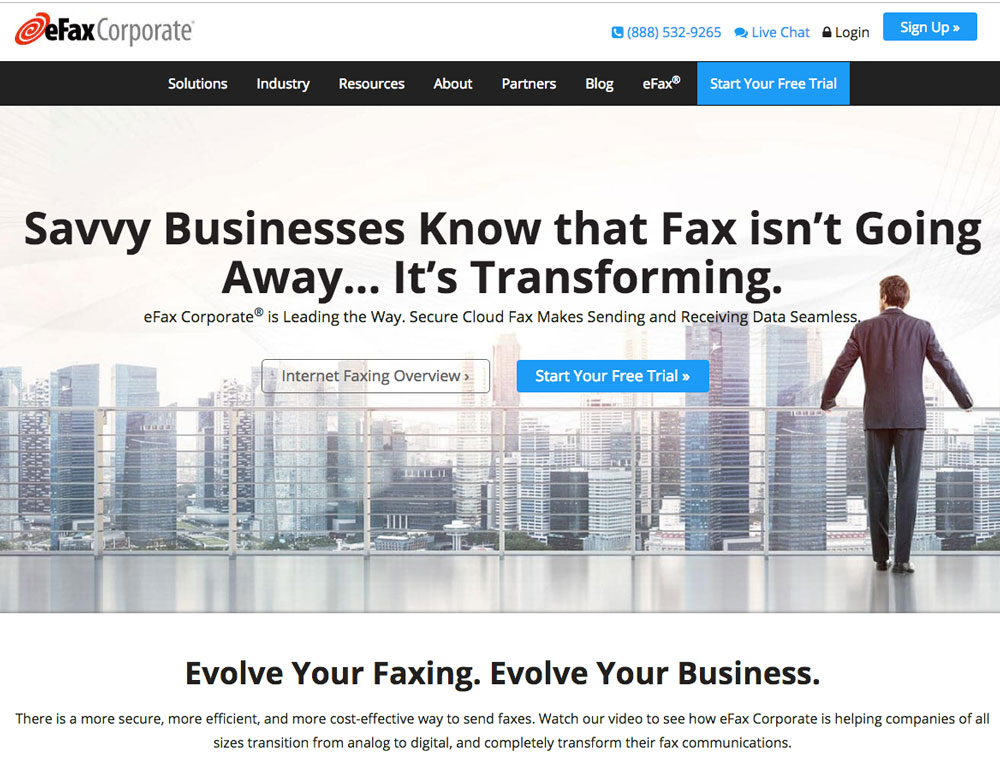 eFaxCorporate®
(888) 532-9265 Live Chat Login Sign Up »
Solutions Industry Resources About Partners Blog eFax® Start Your Free Trial
Savvy Businesses Know that Fax isn’t Going
Away... It’s Transforming.
eFax Corporate® is Leading the Way. Secure Cloud Fax Makes Sending and Receiving Data Seamless.
Internet Faxing Overview › Start Your Free Trial »
Evolve Your Faxing. Evolve Your Business.
There is a more secure, more efficient, and more cost-effective way to send faxes. Watch our video to see how eFax Corporate is helping companies of all
sizes transition from analog to digital, and completely transform their fax communications.